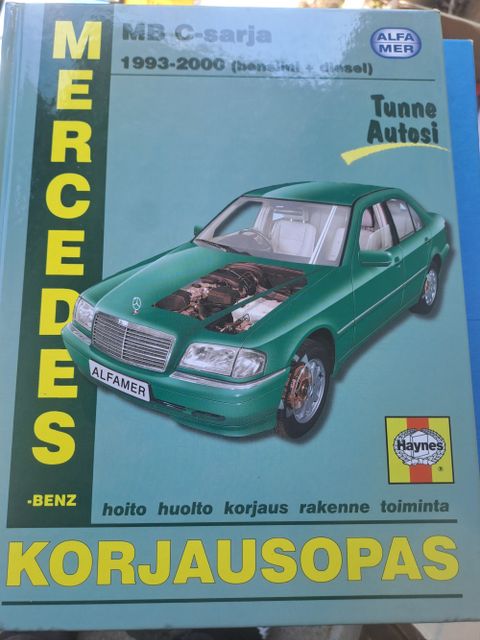 MERCEDES
-BENZ
MB C-sarja
1993-2000 (bensiini + diesel)
ALFA
MER
Tunne
Autosi
ALFAMER
Haynes
hoito huolto korjaus rakenne toiminta
KORJAUSOPAS